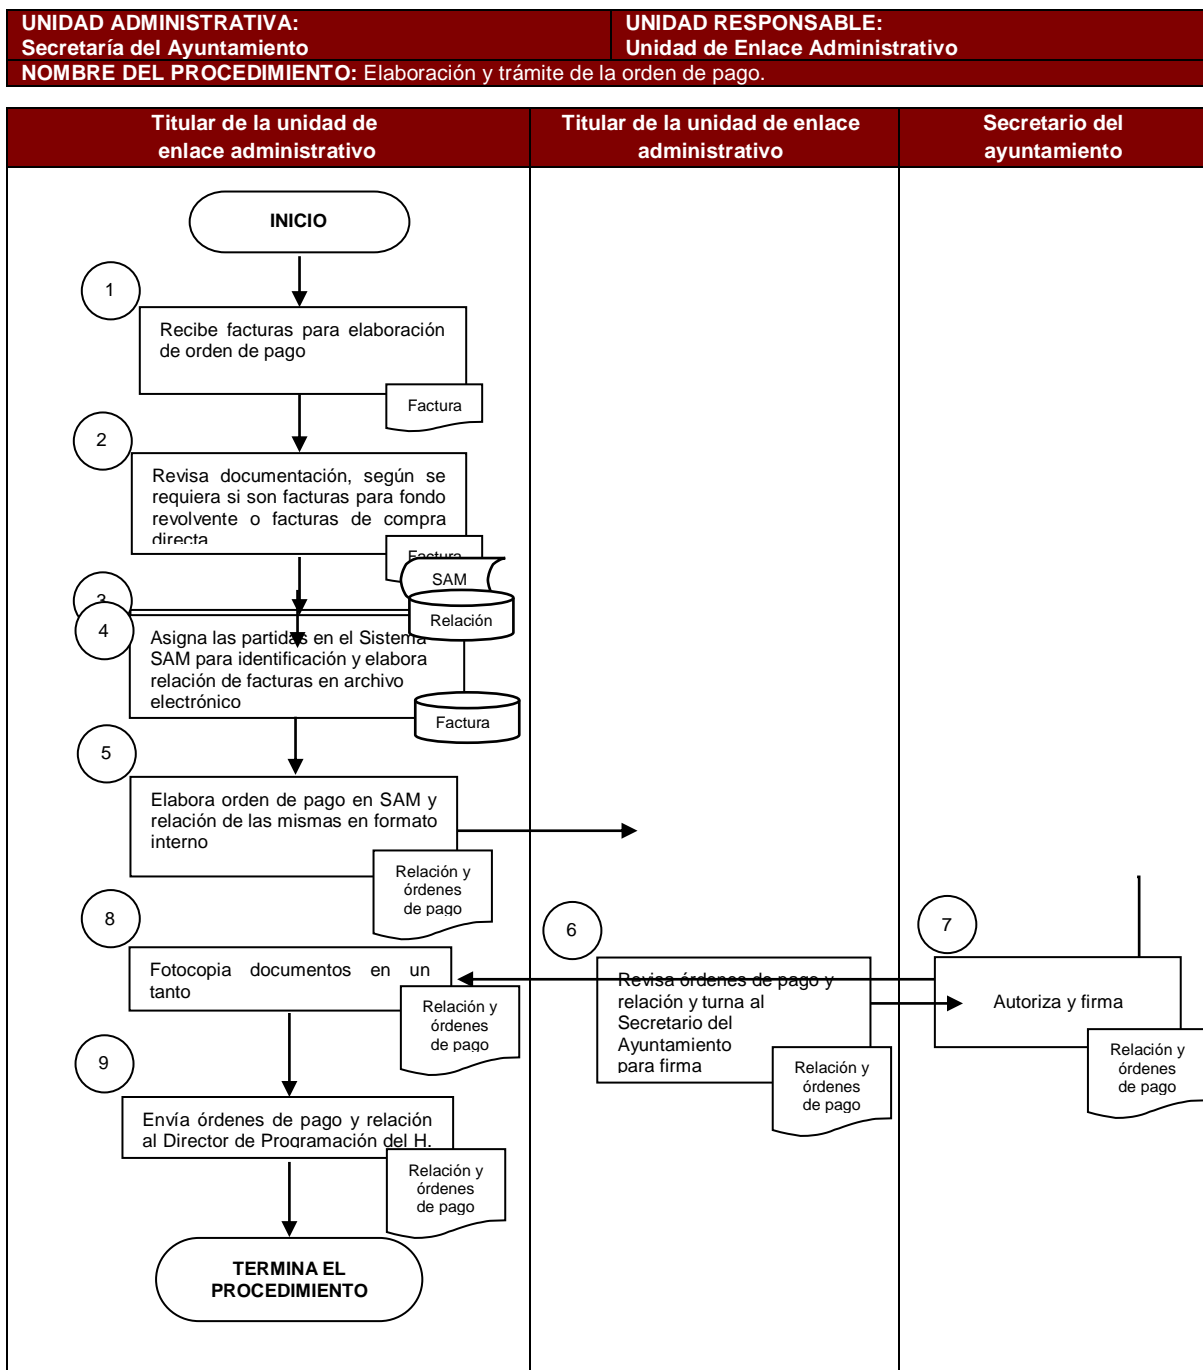 UNIDAD ADMINISTRATIVA:
Secretaría del Ayuntamiento
UNIDAD RESPONSABLE:
Unidad de Enlace Administrativo
NOMBRE DEL PROCEDIMIENTO: Elaboración y trámite de la orden de pago.
Titular de la unidad de
enlace administrativo
Titular de la unidad de enlace
administrativo
Secretario del
ayuntamiento
INICIO
1
Recibe facturas para elaboración
de orden de pago
Factura
2
Revisa documentación, según se
requiera si son facturas para fondo
revolvente o facturas de compra
directa
Factura
SAM
3
Relación
4
Asigna las partidas en el Sistema
SAM para identificación y elabora
relación de facturas en archivo
electrónico
Factura
5
Elabora orden de pago en SAM y
relación de las mismas en formato
interno
Relación y
órdenes
de pago
6
Revisa órdenes de pago y
relación y turna al
Secretario del
Ayuntamiento
para firma
Relación y
órdenes
de pago
7
Autoriza y firma
Relación y
órdenes
de pago
8
Fotocopia documentos en un
tanto
Relación y
órdenes
de pago
9
Envía órdenes de pago y relación
al Director de Programación del H.
Relación y
órdenes
de pago
TERMINA EL
PROCEDIMIENTO